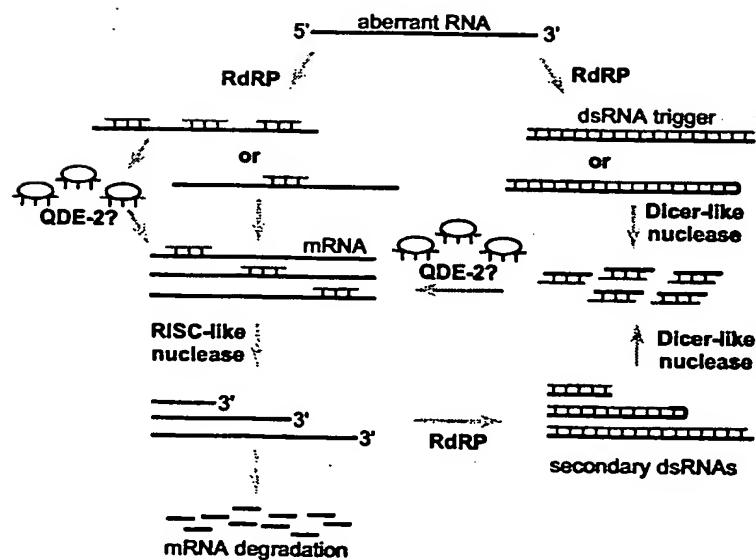 aberrant RNA
5'
3'
RdRP
RdRP
dsRNA trigger
or
or
QDE-2?
mRNA
QDE-2?
Dicer-like
nuclease
RISC-like
nuclease
Dicer-like
nuclease
3'
3'
3'
RdRP
secondary dsRNAs
mRNA degradation